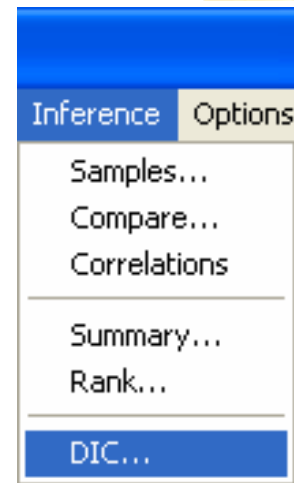 Inference Options
Samples...
Compare...
Correlations
Summary...
Rank...
DIC...